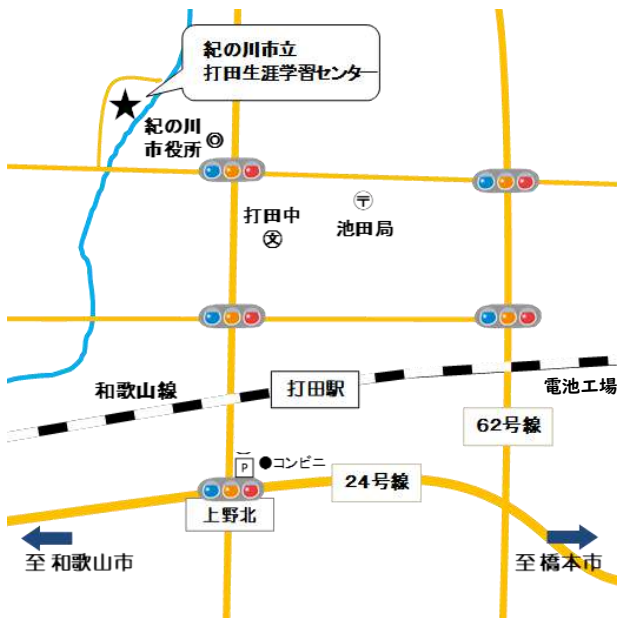 紀の川市立
打田生涯学習センター
紀の川
市役所
〒
打田中
文
池田局
打田駅
和歌山線
電池工場
62号線
P
●コンビニ
24号線
上野北
至 和歌山市
至 橋本市